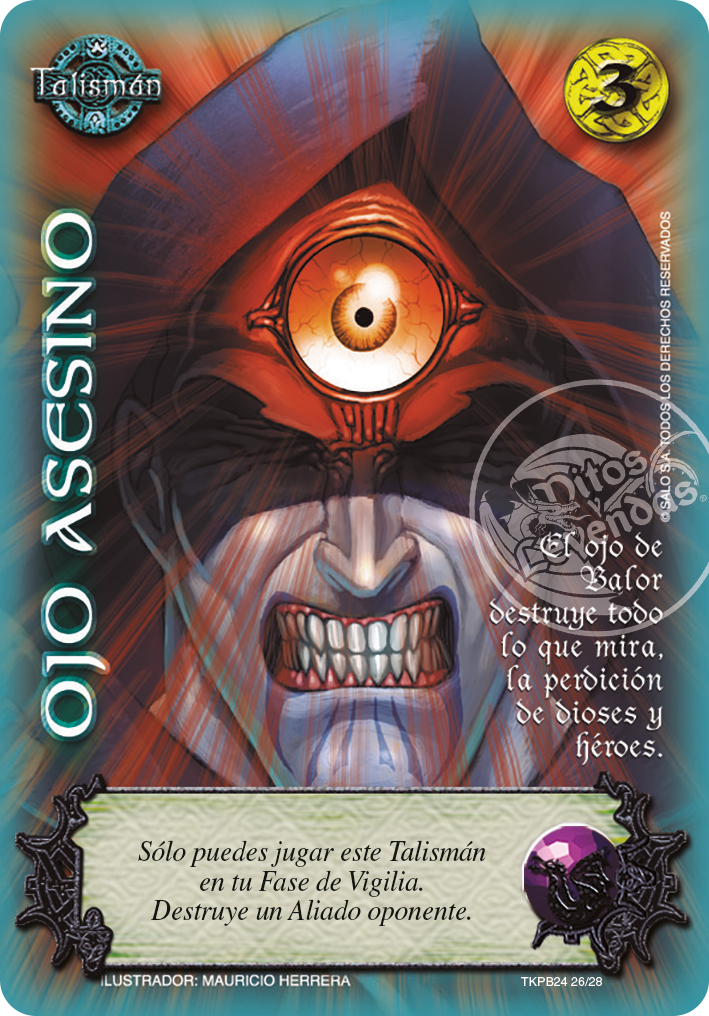 Talismán
3
OJO ASESINO
© SALO S.A. TODOS LOS DERECHOS RESERVADOS
Mitos
y
Leyendas®
El ojo de
Balor
destruye todo
lo que mira,
la perdición
de dioses y
héroes.
Sólo puedes jugar este Talismán
en tu Fase de Vigilia.
Destruye un Aliado oponente.
ILUSTRADOR: MAURICIO HERRERA
TKPB24 26/28